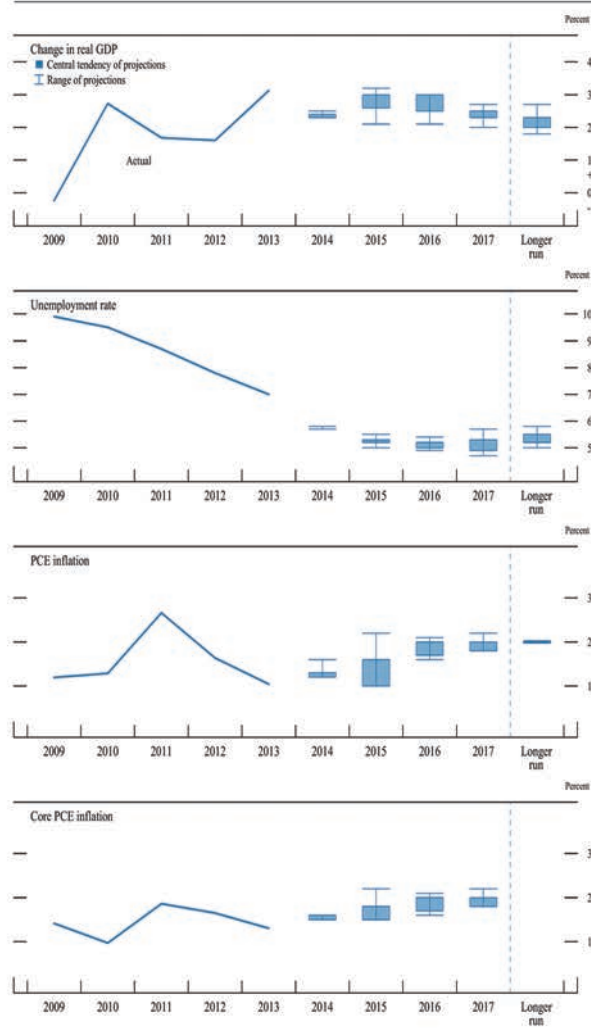 Percent
Change in real GDP
Central tendency of projections
Range of projections
Actual
4
3
2
1
+
0
-
2009 2010 2011 2012 2013 2014 2015 2016 2017 Longer run
Percent
Unemployment rate
10
9
8
7
6
5
2009 2010 2011 2012 2013 2014 2015 2016 2017 Longer run
Percent
PCE inflation
3
2
1
2009 2010 2011 2012 2013 2014 2015 2016 2017 Longer run
Percent
Core PCE inflation
3
2
1
2009 2010 2011 2012 2013 2014 2015 2016 2017 Longer run